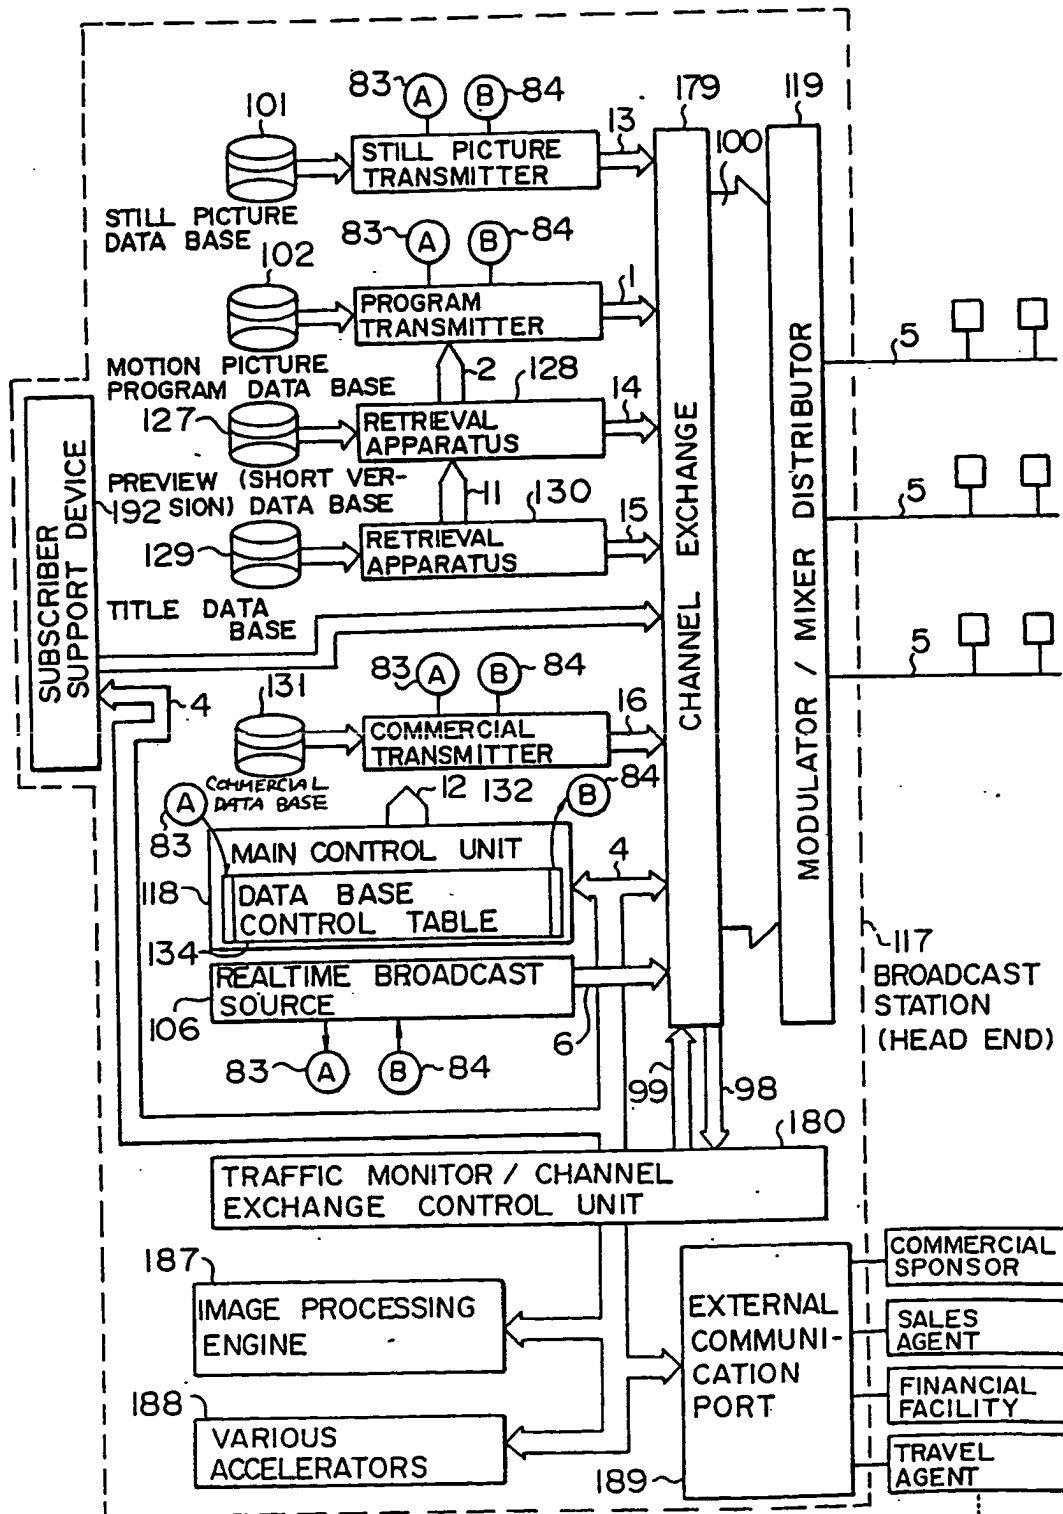 83 A B 84
179
119
101
STILL PICTURE
TRANSMITTER
13
100
STILL PICTURE
DATA BASE
83 A B 84
102
PROGRAM
TRANSMITTER
1
MOTION PICTURE
PROGRAM DATA BASE
2
128
127
RETRIEVAL
APPARATUS
14
PREVIEW (SHORT VER-
SION) DATA BASE
11
130
129
RETRIEVAL
APPARATUS
15
TITLE DATA
BASE
SUBSCRIBER
SUPPORT DEVICE
192
4
CHANNEL EXCHANGE
MODULATOR / MIXER DISTRIBUTOR
5
5
5
83 A B 84
131
COMMERCIAL
TRANSMITTER
16
COMMERCIAL
DATA BASE
12
132
A
83
B
84
MAIN CONTROL UNIT
118
DATA BASE
CONTROL TABLE
134
4
REALTIME BROADCAST
SOURCE
106
6
83 A B 84
117
BROADCAST
STATION
(HEAD END)
99
98
180
TRAFFIC MONITOR / CHANNEL
EXCHANGE CONTROL UNIT
187
IMAGE PROCESSING
ENGINE
188
VARIOUS
ACCELERATORS
EXTERNAL
COMMUNI-
CATION
PORT
189
COMMERCIAL
SPONSOR
SALES
AGENT
FINANCIAL
FACILITY
TRAVEL
AGENT